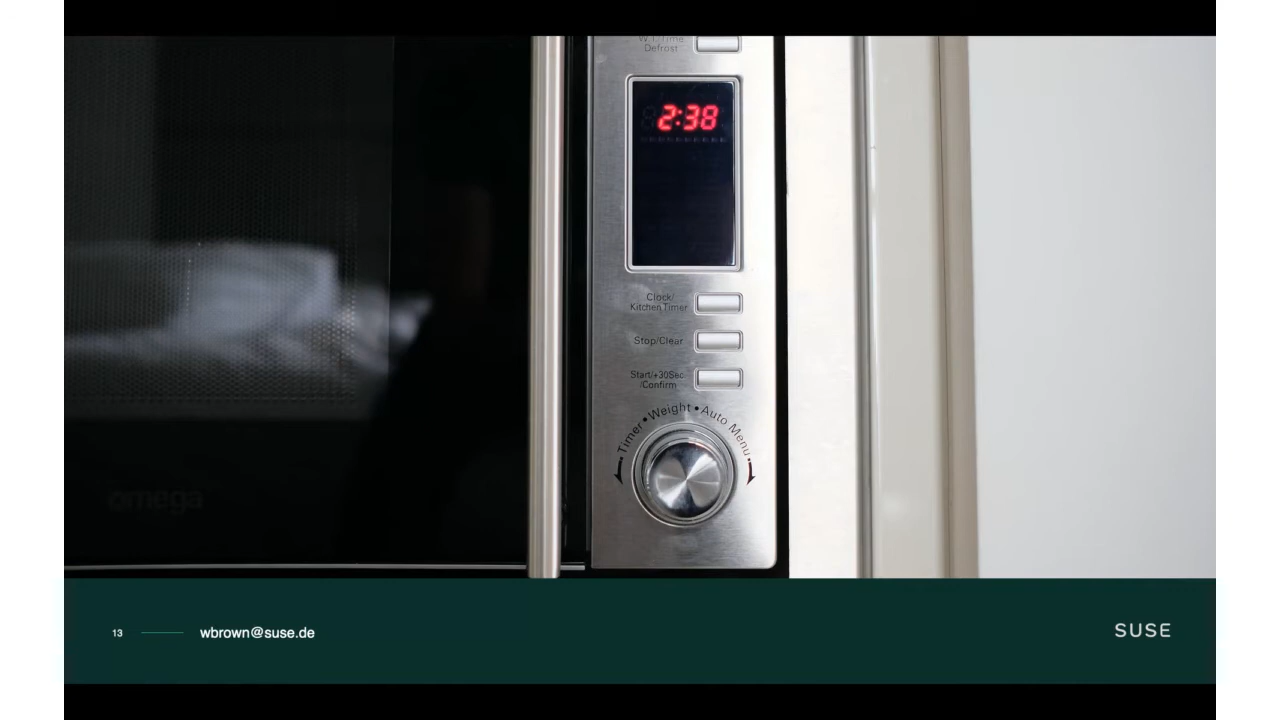 W.T./Time
Defrost
2:38
Clock/
Kitchen Timer
Stop/Clear
Start/+30Sec
/Confirm
Timer • Weight • Auto Menu
omega
13
wbrown@suse.de
SUSE